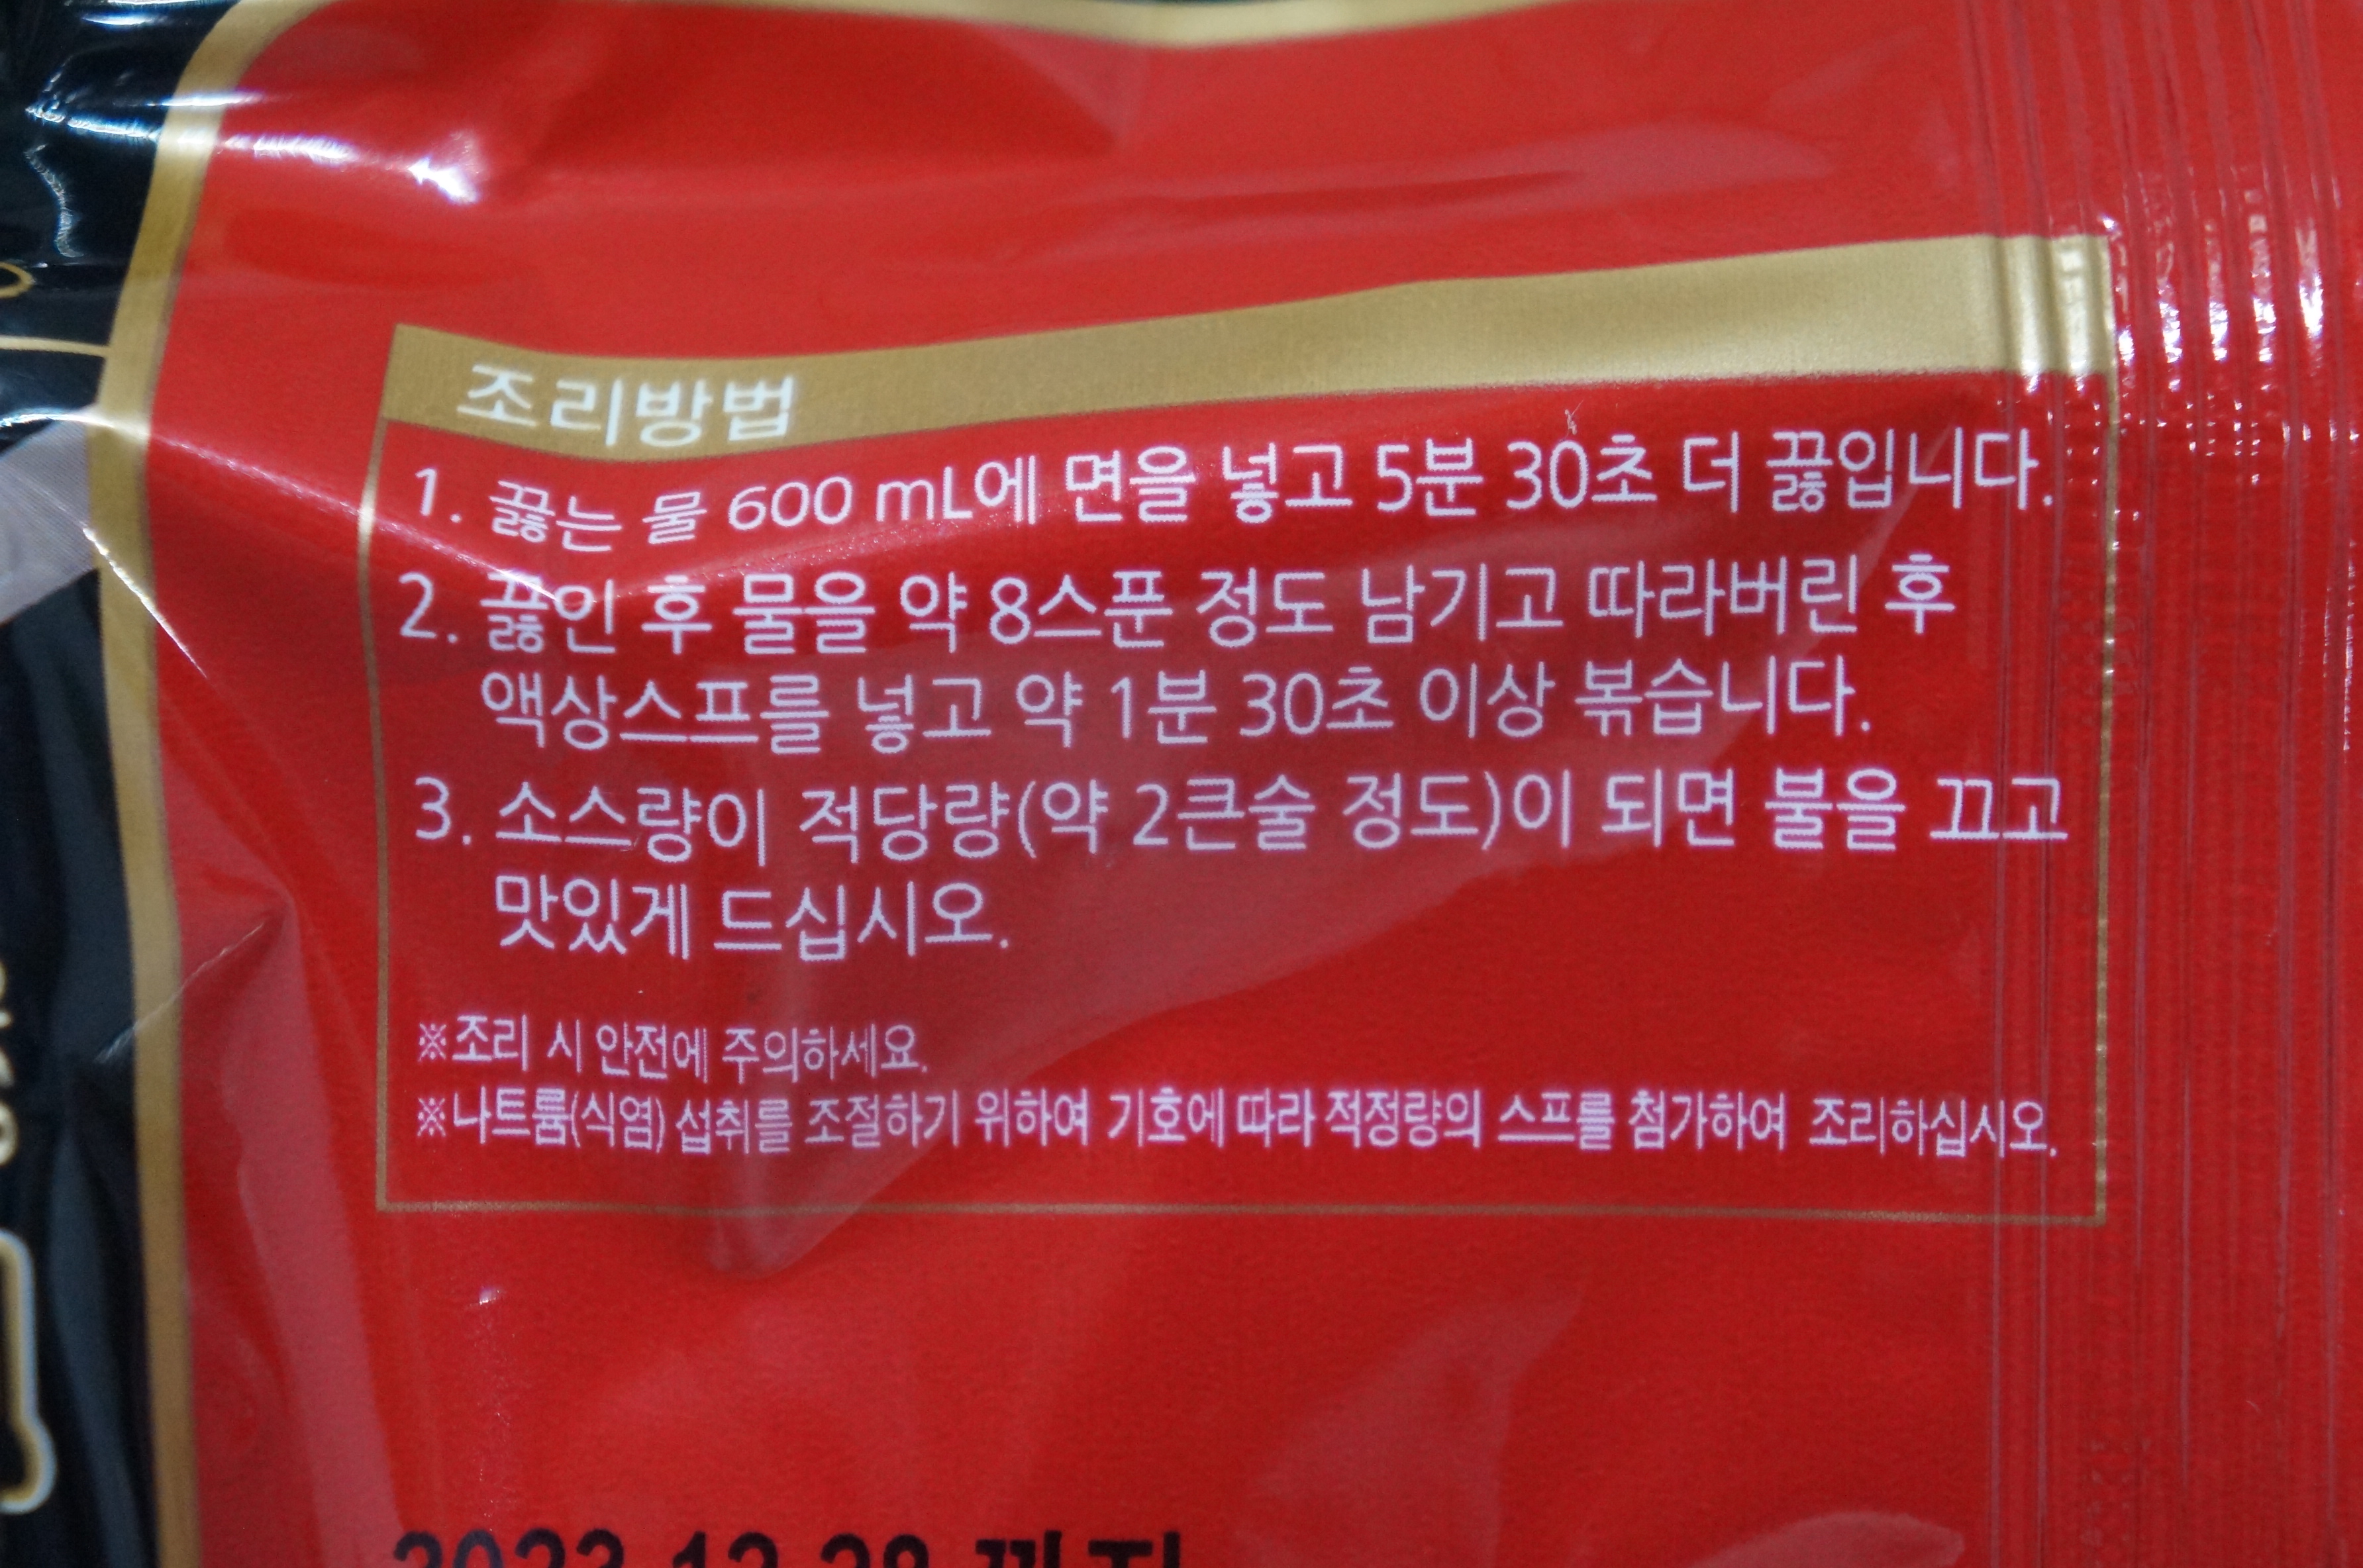 조리방법
1. 끓는 물 600 mL에 면을 넣고 5분 30초 더 끓입니다.
2. 끓인 후 물을 약 8스푼 정도 남기고 따라버린 후
액상스프를 넣고 약 1분 30초 이상 볶습니다.
3. 소스량이 적당량(약 2큰술 정도)이 되면 불을 끄고
맛있게 드십시오.
※조리 시 안전에 주의하세요.
※나트륨(식염) 섭취를 조절하기 위하여 기호에 따라 적정량의 스프를 첨가하여 조리하십시오.
2023.12.28 까지